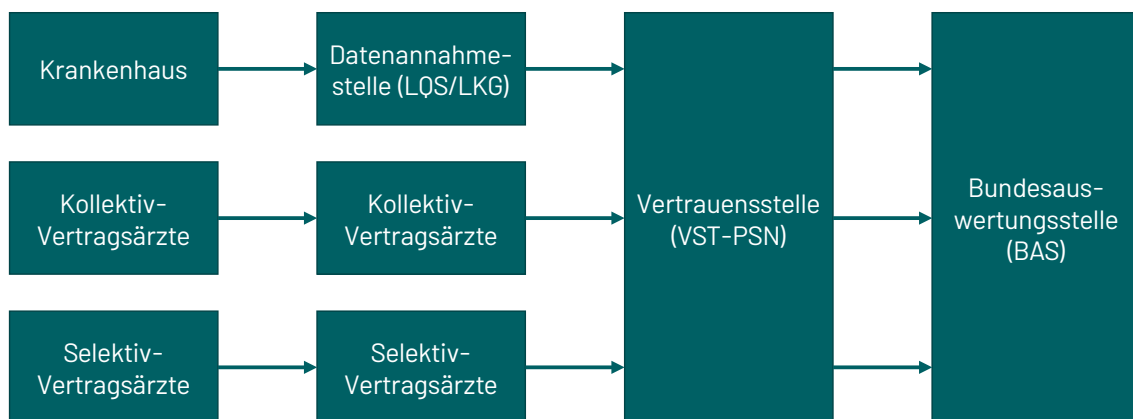 Krankenhaus
Datenannahme-
stelle (LQS/LKG)
Kollektiv-
Vertragsärzte
Kollektiv-
Vertragsärzte
Vertrauensstelle
(VST-PSN)
Bundesaus-
wertungsstelle
(BAS)
Selektiv-
Vertragsärzte
Selektiv-
Vertragsärzte